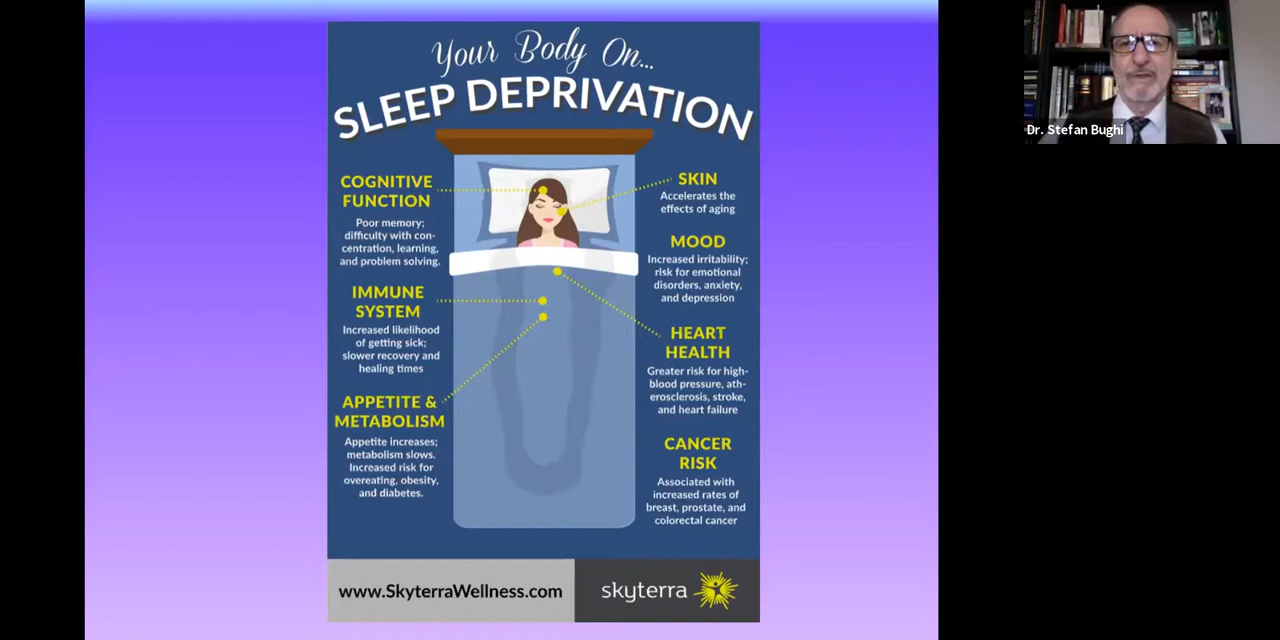 Your Body On...
SLEEP DEPRIVATION
COGNITIVE
FUNCTION
Poor memory;
difficulty with con-
centration, learning,
and problem solving.
IMMUNE
SYSTEM
Increased likelihood
of getting sick;
slower recovery and
healing times
APPETITE &
METABOLISM
Appetite increases;
metabolism slows.
Increased risk for
overeating, obesity,
and diabetes.
SKIN
Accelerates the
effects of aging
MOOD
Increased irritability;
risk for emotional
disorders, anxiety,
and depression
HEART
HEALTH
Greater risk for high-
blood pressure, ath-
erosclerosis, stroke,
and heart failure
CANCER
RISK
Associated with
increased rates of
breast, prostate, and
colorectal cancer
www.SkyterraWellness.com
skyterra
Dr. Stefan Bughi